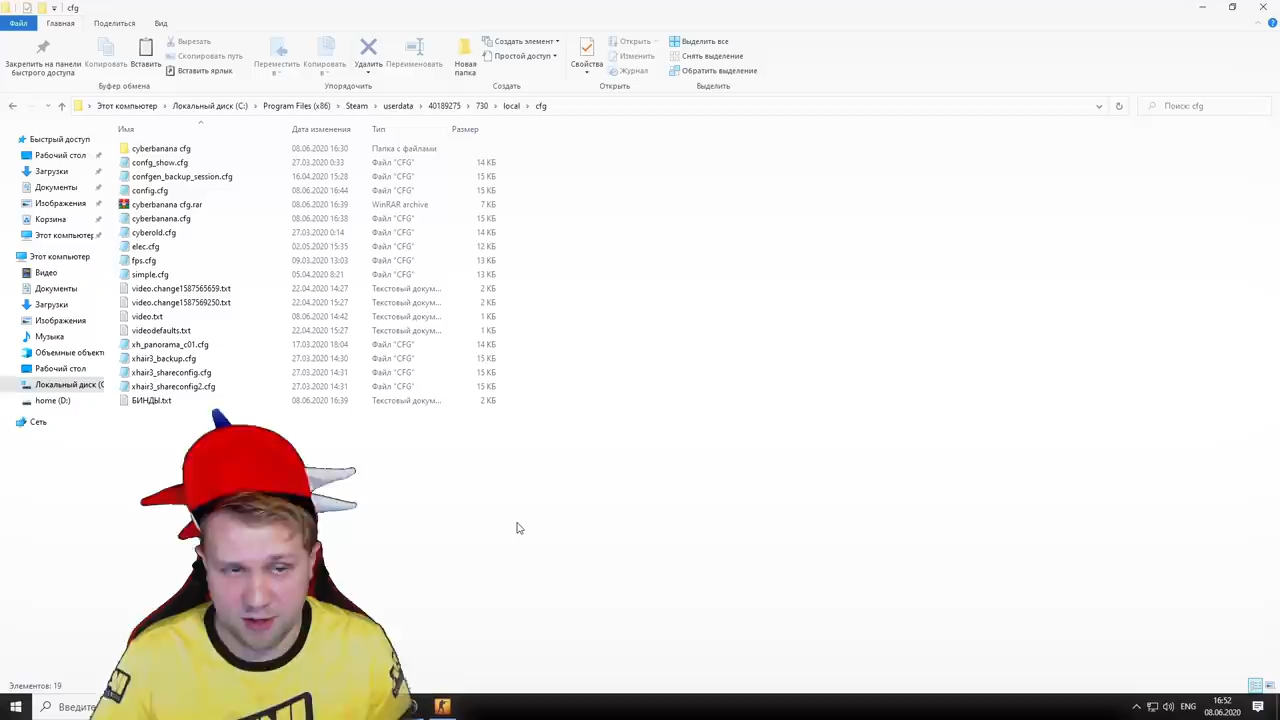 cfg
Файл
Главная
Поделиться
Вид
Закрепить на панели быстрого доступа
Копировать
Вставить
Вырезать
Скопировать путь
Вставить ярлык
Буфер обмена
Переместить в
Копировать в
Удалить
Переименовать
Упорядочить
Новая папка
Создать элемент
Простой доступ
Создать
Свойства
Открыть
Изменить
Журнал
Открыть
Выделить все
Снять выделение
Обратить выделение
Выделить
Этот компьютер > Локальный диск (C:) > Program Files (x86) > Steam > userdata > 40189275 > 730 > local > cfg
Поиск: cfg
Быстрый доступ
Рабочий стол
Загрузки
Документы
Изображения
Корзина
Этот компьютер
Этот компьютер
Видео
Документы
Загрузки
Изображения
Музыка
Объемные объект
Рабочий стол
Локальный диск (C
home (D:)
Сеть
Имя Дата изменения Тип Размер
cyberbanana cfg 08.06.2020 16:30 Папка с файлами
confg_show.cfg 27.03.2020 0:33 Файл "CFG" 14 КБ
confgen_backup_session.cfg 16.04.2020 15:28 Файл "CFG" 15 КБ
config.cfg 08.06.2020 16:44 Файл "CFG" 15 КБ
cyberbanana cfg.rar 08.06.2020 16:39 WinRAR archive 7 КБ
cyberbanana.cfg 08.06.2020 16:38 Файл "CFG" 15 КБ
cyberold.cfg 27.03.2020 0:14 Файл "CFG" 14 КБ
elec.cfg 02.05.2020 15:35 Файл "CFG" 12 КБ
fps.cfg 09.03.2020 13:03 Файл "CFG" 13 КБ
simple.cfg 05.04.2020 8:21 Файл "CFG" 13 КБ
video.change1587565659.txt 22.04.2020 14:27 Текстовый докум... 2 КБ
video.change1587569250.txt 22.04.2020 15:27 Текстовый докум... 2 КБ
video.txt 08.06.2020 14:42 Текстовый докум... 1 КБ
videodefaults.txt 22.04.2020 15:27 Текстовый докум... 1 КБ
xh_panorama_c01.cfg 17.03.2020 18:04 Файл "CFG" 14 КБ
xhair3_backup.cfg 27.03.2020 14:30 Файл "CFG" 15 КБ
xhair3_shareconfig.cfg 27.03.2020 14:31 Файл "CFG" 15 КБ
xhair3_shareconfig2.cfg 27.03.2020 14:31 Файл "CFG" 15 КБ
БИНДЫ.txt 08.06.2020 16:39 Текстовый докум... 2 КБ
Элементов: 19
Введите
ENG
16:52
08.06.2020